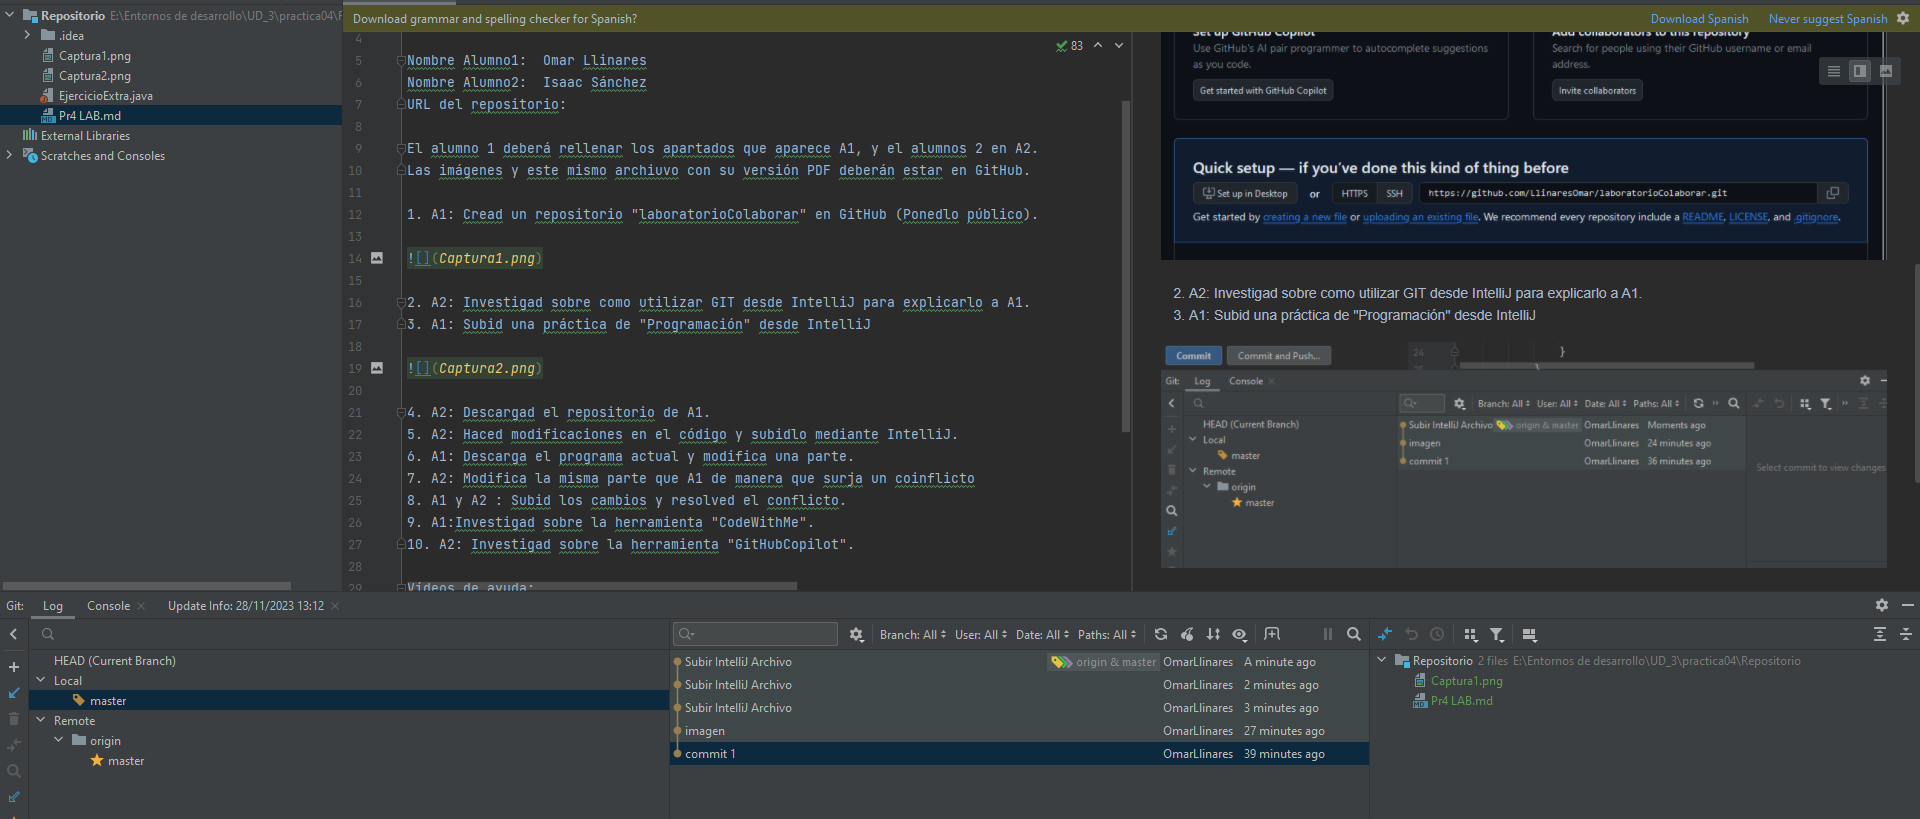 Repositorio E:\Entornos de desarrollo\UD_3\practica04\F
.idea
Captura1.png
Captura2.png
EjercicioExtra.java
Pr4 LAB.md
External Libraries
Scratches and Consoles
Download grammar and spelling checker for Spanish?
Download Spanish Never suggest Spanish
83
4
5 Nombre Alumno1: Omar Llinares
6 Nombre Alumno2: Isaac Sánchez
7 URL del repositorio:
8
9 El alumno 1 deberá rellenar los apartados que aparece A1, y el alumnos 2 en A2.
10 Las imágenes y este mismo archiuvo con su versión PDF deberán estar en GitHub.
11
12 1. A1: Cread un repositorio "laboratorioColaborar" en GitHub (Ponedlo público).
13
14 ![](Captura1.png)
15
16 2. A2: Investigad sobre como utilizar GIT desde IntelliJ para explicarlo a A1.
17 3. A1: Subid una práctica de "Programación" desde IntelliJ
18
19 ![](Captura2.png)
20
21 4. A2: Descargad el repositorio de A1.
22 5. A2: Haced modificaciones en el código y subidlo mediante IntelliJ.
23 6. A1: Descarga el programa actual y modifica una parte.
24 7. A2: Modifica la misma parte que A1 de manera que surja un coinflicto
25 8. A1 y A2 : Subid los cambios y resolved el conflicto.
26 9. A1:Investigad sobre la herramienta "CodeWithMe".
27 10. A2: Investigad sobre la herramienta "GitHubCopilot".
28
29 Vídeos de ayuda:
Set up GitHub Copilot
Use GitHub's AI pair programmer to autocomplete suggestions
as you code.
Get started with GitHub Copilot
Add collaborators to this repository
Search for people using their GitHub username or email
address.
Invite collaborators
Quick setup — if you've done this kind of thing before
Set up in Desktop or HTTPS SSH https://github.com/LlinaresOmar/laboratorioColaborar.git
Get started by creating a new file or uploading an existing file. We recommend every repository include a README, LICENSE, and .gitignore.
2. A2: Investigad sobre como utilizar GIT desde IntelliJ para explicarlo a A1.
3. A1: Subid una práctica de "Programación" desde IntelliJ
Commit Commit and Push... 24 }
Git: Log Console
Branch: All User: All Date: All Paths: All
HEAD (Current Branch)
Local
master
Remote
origin
master
Subir IntelliJ Archivo origin & master OmarLlinares Moments ago
imagen OmarLlinares 24 minutes ago
commit 1 OmarLlinares 36 minutes ago
Select commit to view changes
Git: Log Console Update Info: 28/11/2023 13:12
Branch: All User: All Date: All Paths: All
HEAD (Current Branch)
Local
master
Remote
origin
master
Subir IntelliJ Archivo origin & master OmarLlinares A minute ago
Subir IntelliJ Archivo OmarLlinares 2 minutes ago
Subir IntelliJ Archivo OmarLlinares 3 minutes ago
imagen OmarLlinares 27 minutes ago
commit 1 OmarLlinares 39 minutes ago
Repositorio 2 files E:\Entornos de desarrollo\UD_3\practica04\Repositorio
Captura1.png
Pr4 LAB.md